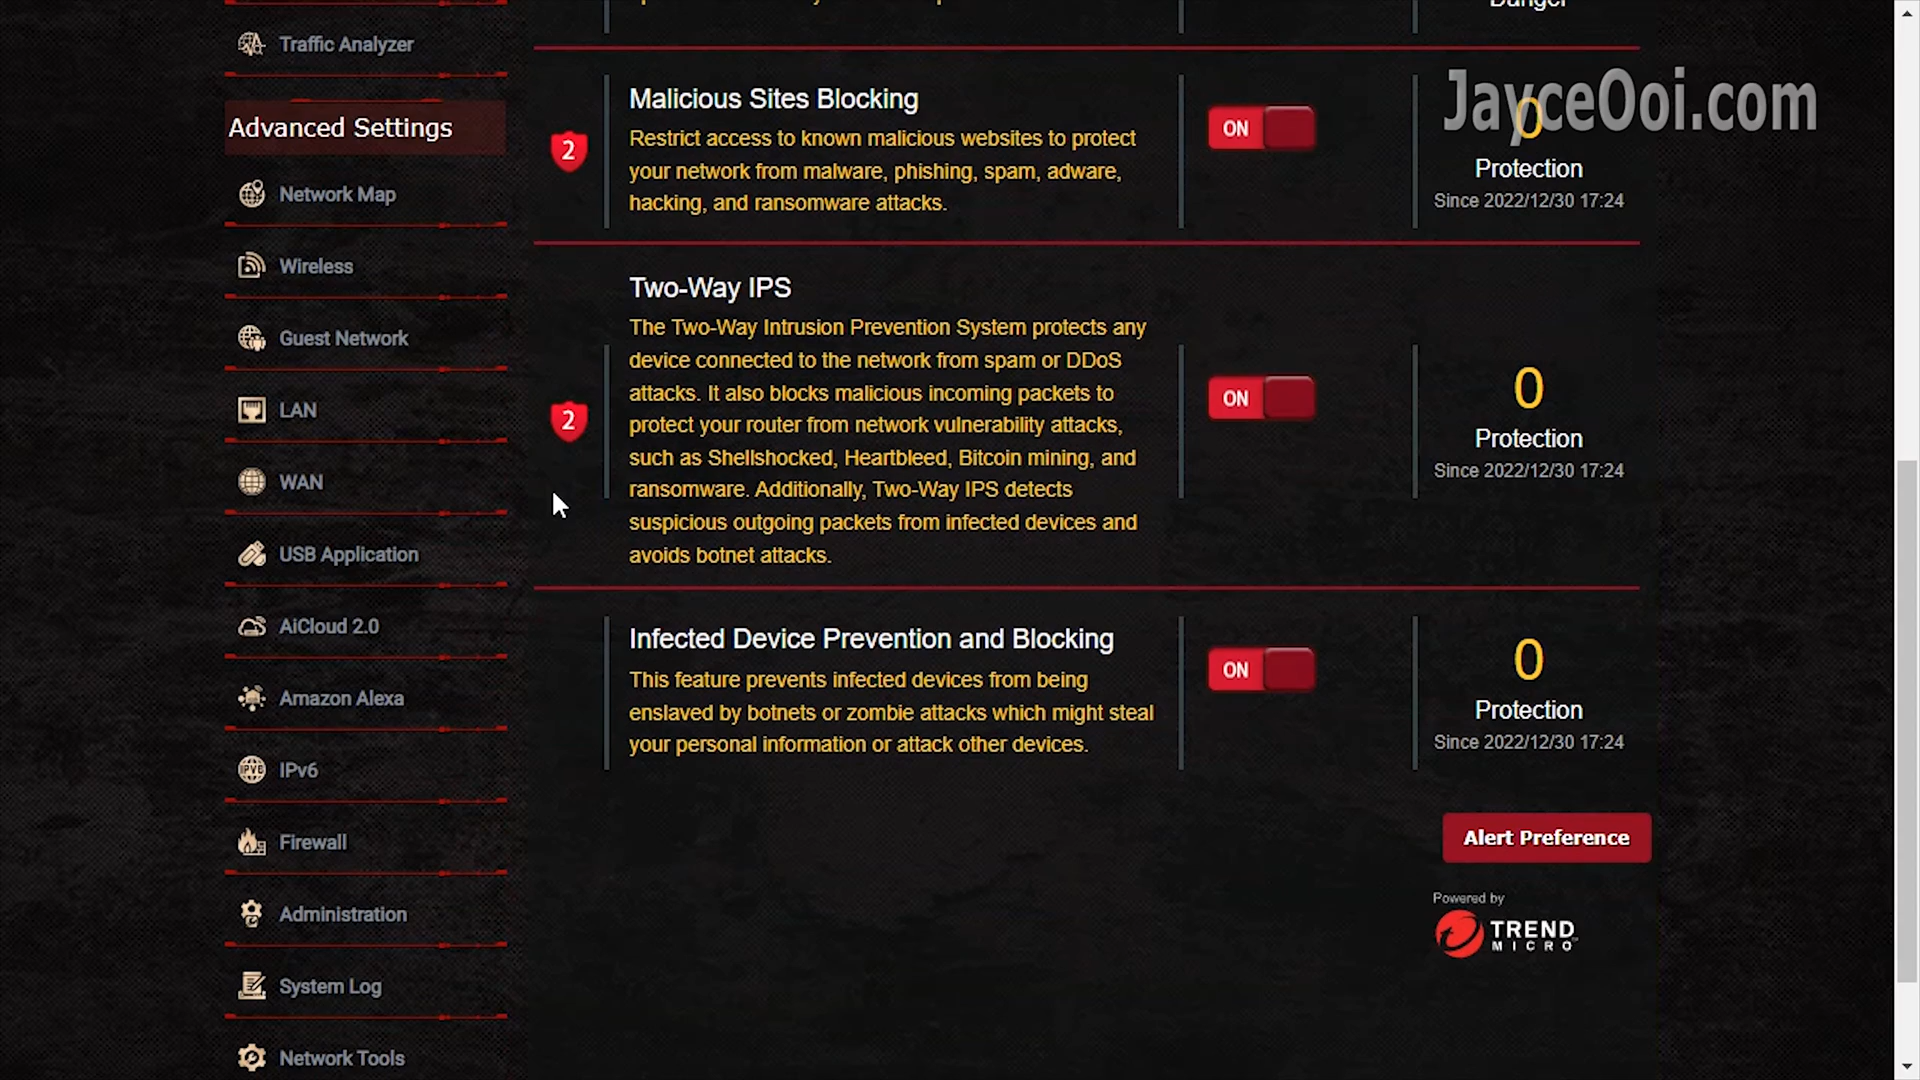 Danger
Traffic Analyzer
Advanced Settings
Network Map
Wireless
Guest Network
LAN
WAN
USB Application
AiCloud 2.0
Amazon Alexa
IPv6
Firewall
Administration
System Log
Network Tools
2
Malicious Sites Blocking
Restrict access to known malicious websites to protect
your network from malware, phishing, spam, adware,
hacking, and ransomware attacks.
ON
JayceOoi.com
0
Protection
Since 2022/12/30 17:24
2
Two-Way IPS
The Two-Way Intrusion Prevention System protects any
device connected to the network from spam or DDoS
attacks. It also blocks malicious incoming packets to
protect your router from network vulnerability attacks,
such as Shellshocked, Heartbleed, Bitcoin mining, and
ransomware. Additionally, Two-Way IPS detects
suspicious outgoing packets from infected devices and
avoids botnet attacks.
ON
0
Protection
Since 2022/12/30 17:24
Infected Device Prevention and Blocking
This feature prevents infected devices from being
enslaved by botnets or zombie attacks which might steal
your personal information or attack other devices.
ON
0
Protection
Since 2022/12/30 17:24
Alert Preference
Powered by
TREND
MICRO